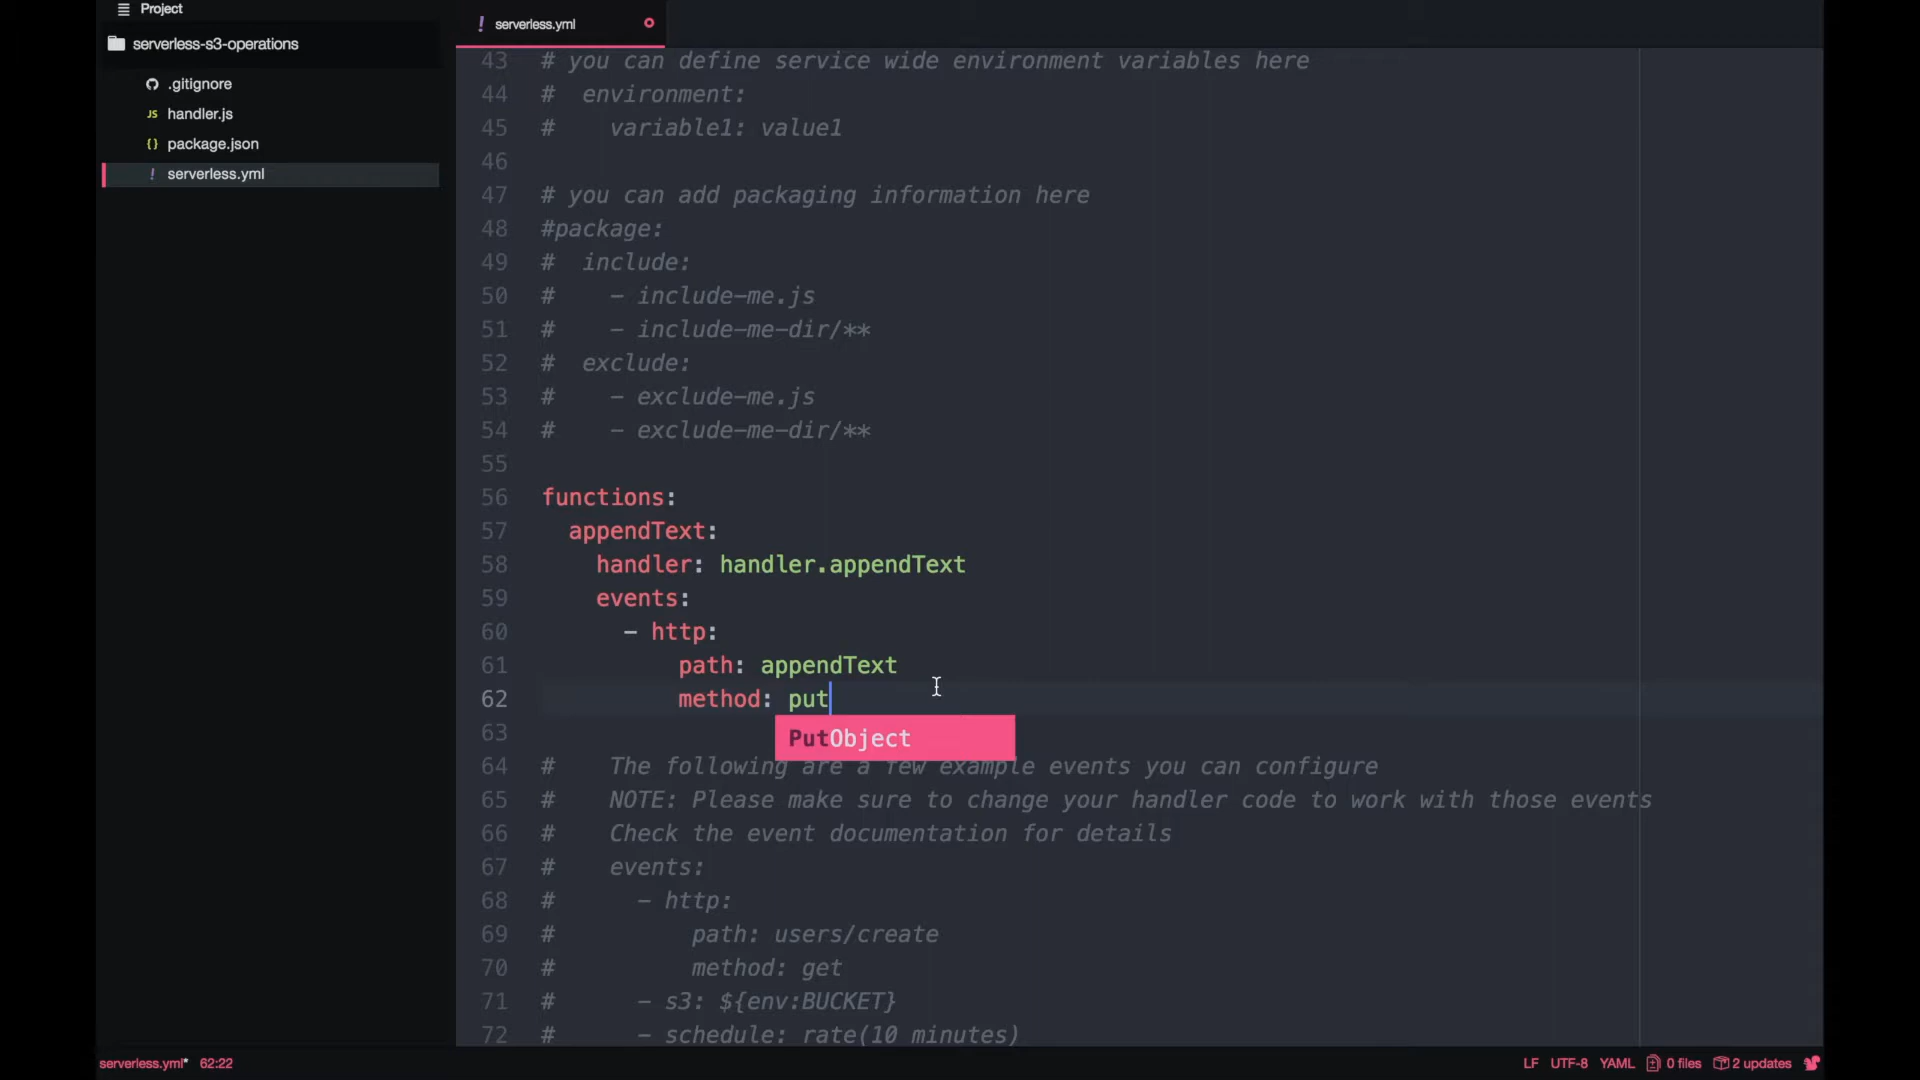 Project
serverless-s3-operations
.gitignore
JS handler.js
{} package.json
! serverless.yml
! serverless.yml
43 # you can define service wide environment variables here
44 #  environment:
45 #    variable1: value1
46
47 # you can add packaging information here
48 #package:
49 #  include:
50 #    - include-me.js
51 #    - include-me-dir/**
52 #  exclude:
53 #    - exclude-me.js
54 #    - exclude-me-dir/**
55
56 functions:
57   appendText:
58     handler: handler.appendText
59     events:
60       - http:
61           path: appendText
62           method: put
PutObject
63
64 #    The following are a few example events you can configure
65 #    NOTE: Please make sure to change your handler code to work with those events
66 #    Check the event documentation for details
67 #    events:
68 #      - http:
69 #          path: users/create
70 #          method: get
71 #      - s3: ${env:BUCKET}
72 #      - schedule: rate(10 minutes)
serverless.yml* 62:22
LF UTF-8 YAML 0 files 2 updates